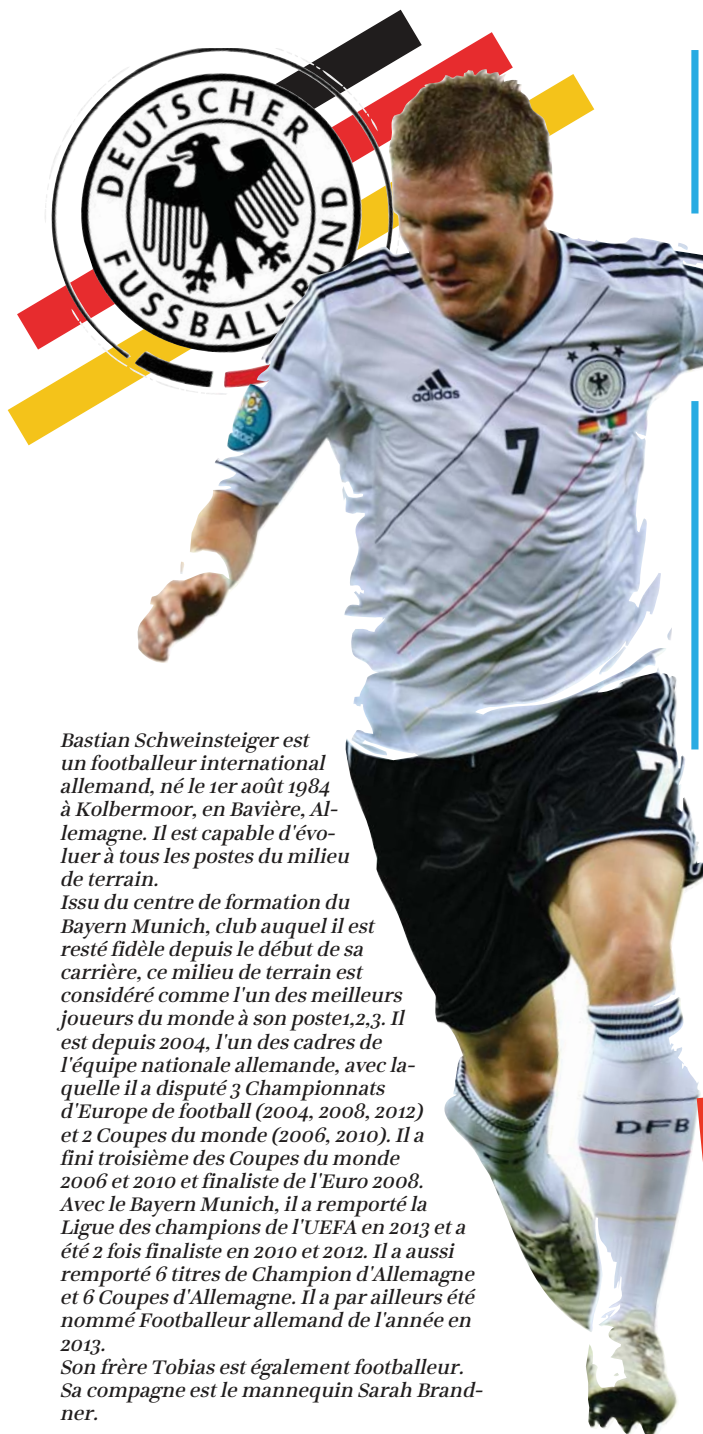 DEUTSCHER
FUSSBALL-BUND
adidas
7
7
DFB
Bastian Schweinsteiger est
un footballeur international
allemand, né le 1er août 1984
à Kolbermoor, en Bavière, Al-
lemagne. Il est capable d'évo-
luer à tous les postes du milieu
de terrain.
Issu du centre de formation du
Bayern Munich, club auquel il est
resté fidèle depuis le début de sa
carrière, ce milieu de terrain est
considéré comme l'un des meilleurs
joueurs du monde à son poste1,2,3. Il
est depuis 2004, l'un des cadres de
l'équipe nationale allemande, avec la-
quelle il a disputé 3 Championnats
d'Europe de football (2004, 2008, 2012)
et 2 Coupes du monde (2006, 2010). Il a
fini troisième des Coupes du monde
2006 et 2010 et finaliste de l'Euro 2008.
Avec le Bayern Munich, il a remporté la
Ligue des champions de l'UEFA en 2013 et a
été 2 fois finaliste en 2010 et 2012. Il a aussi
remporté 6 titres de Champion d'Allemagne
et 6 Coupes d'Allemagne. Il a par ailleurs été
nommé Footballeur allemand de l'année en
2013.
Son frère Tobias est également footballeur.
Sa compagne est le mannequin Sarah Brand-
ner.